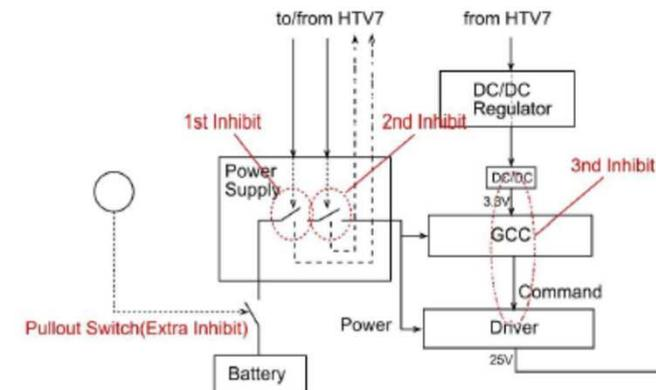 to/from HTV7
from HTV7
DC/DC
Regulator
1st Inhibit
2nd Inhibit
3nd Inhibit
Power
Supply
DC/DC
3.3V
GCC
Command
Pullout Switch(Extra Inhibit)
Power
Driver
25V
Battery